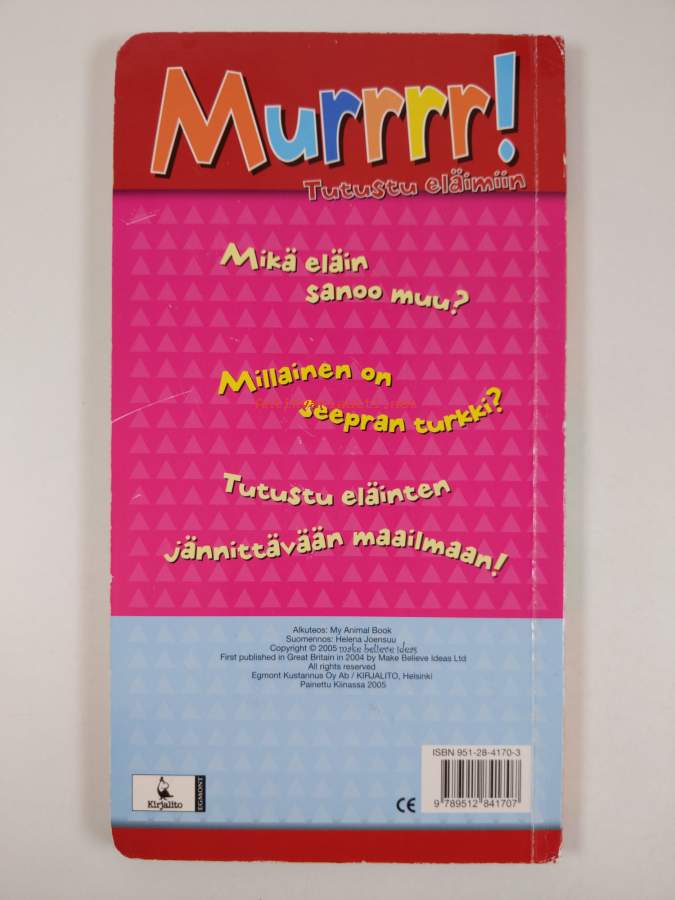 Murrrr!
Tutustu eläimiin
Mikä eläin
sanoo muu?
Millainen on
seepran turkki?
Tutustu eläinten
jännittävään maailmaan!
Alkuteos: My Animal Book
Suomennos: Helena Joensuu
Copyright © 2005 make believe ideas
First published in Great Britain in 2004 by Make Believe Ideas Ltd
All rights reserved
Egmont Kustannus Oy Ab / KIRJALITO, Helsinki
Painettu Kiinassa 2005
ISBN 951-28-4170-3
9 789512 841707
CE
Kirjalito
EGMONT